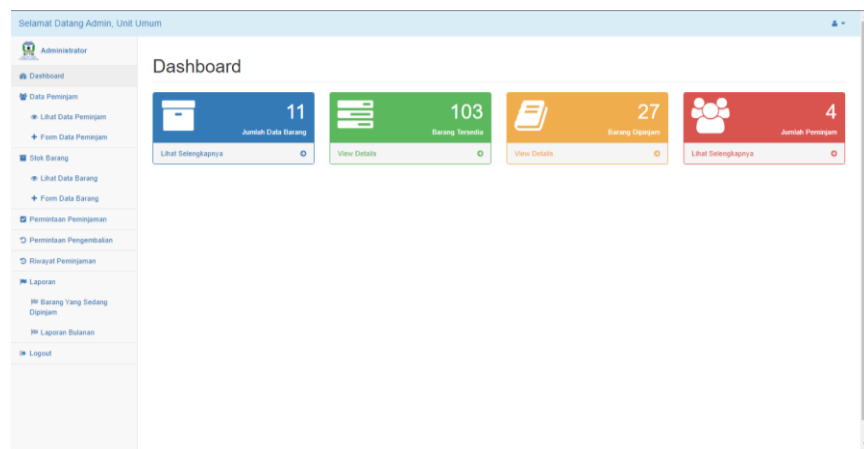 Selamat Datang Admin, Unit Umum
Administrator
Dashboard
Data Peminjam
Lihat Data Peminjam
Form Data Peminjam
Stok Barang
Lihat Data Barang
Form Data Barang
Permintaan Peminjaman
Permintaan Pengembalian
Riwayat Peminjaman
Laporan
Barang Yang Sedang
Dipinjam
Laporan Bulanan
Logout
Dashboard
11
Jumlah Data Barang
Lihat Selengkapnya
103
Barang Tersedia
View Details
27
Barang Dipinjam
View Details
4
Jumlah Peminjam
Lihat Selengkapnya